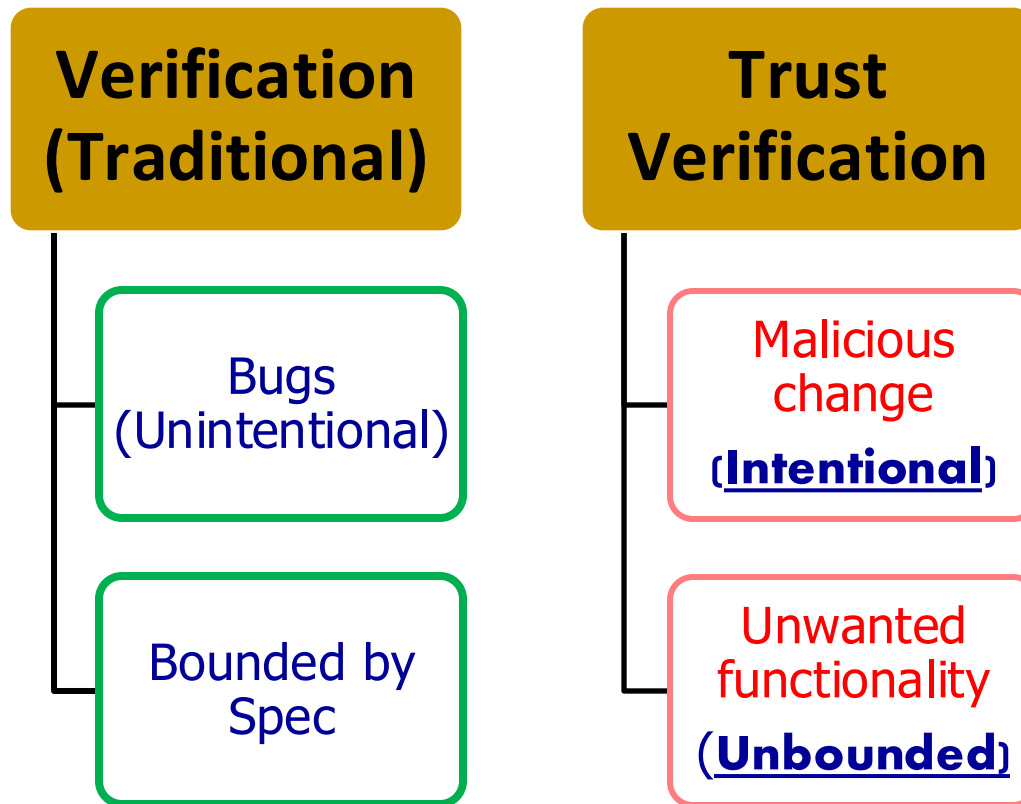 Verification
(Traditional)
Bugs
(Unintentional)
Bounded by
Spec
Trust
Verification
Malicious
change
(Intentional)
Unwanted
functionality
(Unbounded)